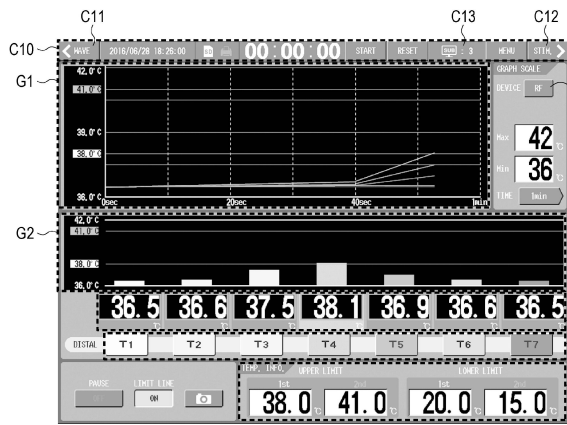 C11 C13 C12
C10 WAVE 2016/06/28 18:26:00 00:00:00 START RESET SUB : 3 MENU STIM.
G1 42.0°C GRAPH SCALE
41.0°C DEVICE RF
39.0°C Max 42 ℃
38.0°C Min 36 ℃
36.0°C TIME 1min
0sec 20sec 40sec 1min
G2 42.0°C
41.0°C
38.0°C
36.0°C
36.5 ℃ 36.6 ℃ 37.5 ℃ 38.1 ℃ 36.9 ℃ 36.6 ℃ 36.5 ℃
DISTAL T1 T2 T3 T4 T5 T6 T7
TEMP. INFO. UPPER LIMIT LOWER LIMIT
PAUSE LIMIT LINE 1st 2nd 1st 2nd
OFF ON 38.0 ℃ 41.0 ℃ 20.0 ℃ 15.0 ℃